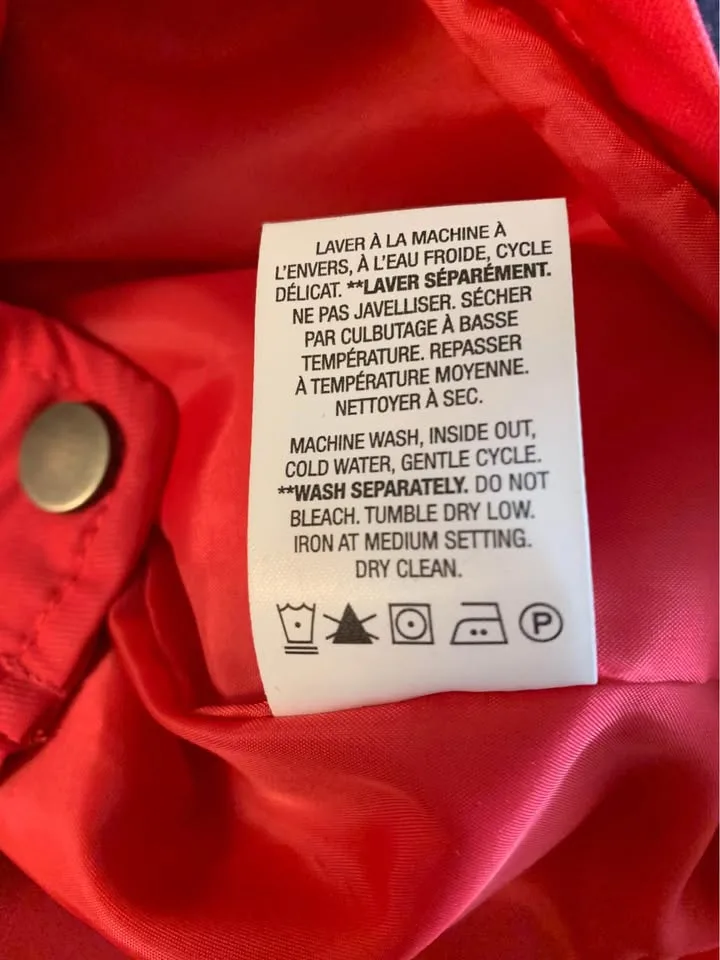 LAVER À LA MACHINE À
L'ENVERS, À L'EAU FROIDE, CYCLE
DÉLICAT. **LAVER SÉPARÉMENT.
NE PAS JAVELLISER. SÉCHER
PAR CULBUTAGE À BASSE
TEMPÉRATURE. REPASSER
À TEMPÉRATURE MOYENNE.
NETTOYER À SEC.
MACHINE WASH, INSIDE OUT,
COLD WATER, GENTLE CYCLE.
**WASH SEPARATELY. DO NOT
BLEACH. TUMBLE DRY LOW.
IRON AT MEDIUM SETTING.
DRY CLEAN.
P